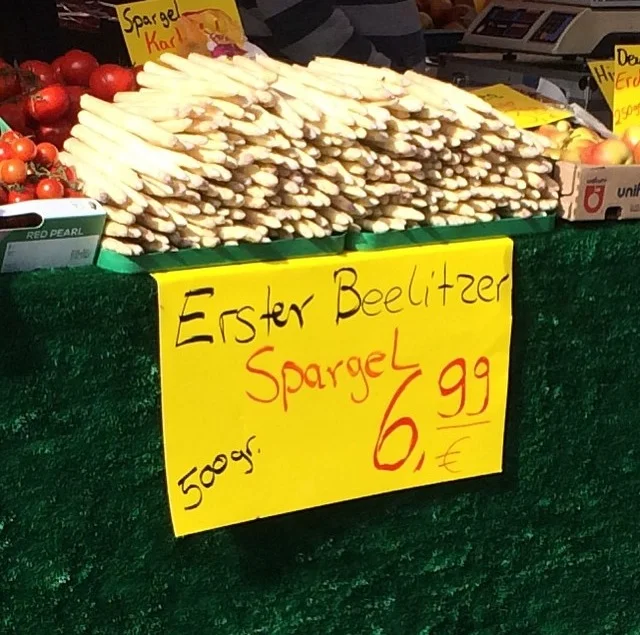 Spargel
Erster Beelitzer
Spargel
6,99
€
500gr.
RED PEARL